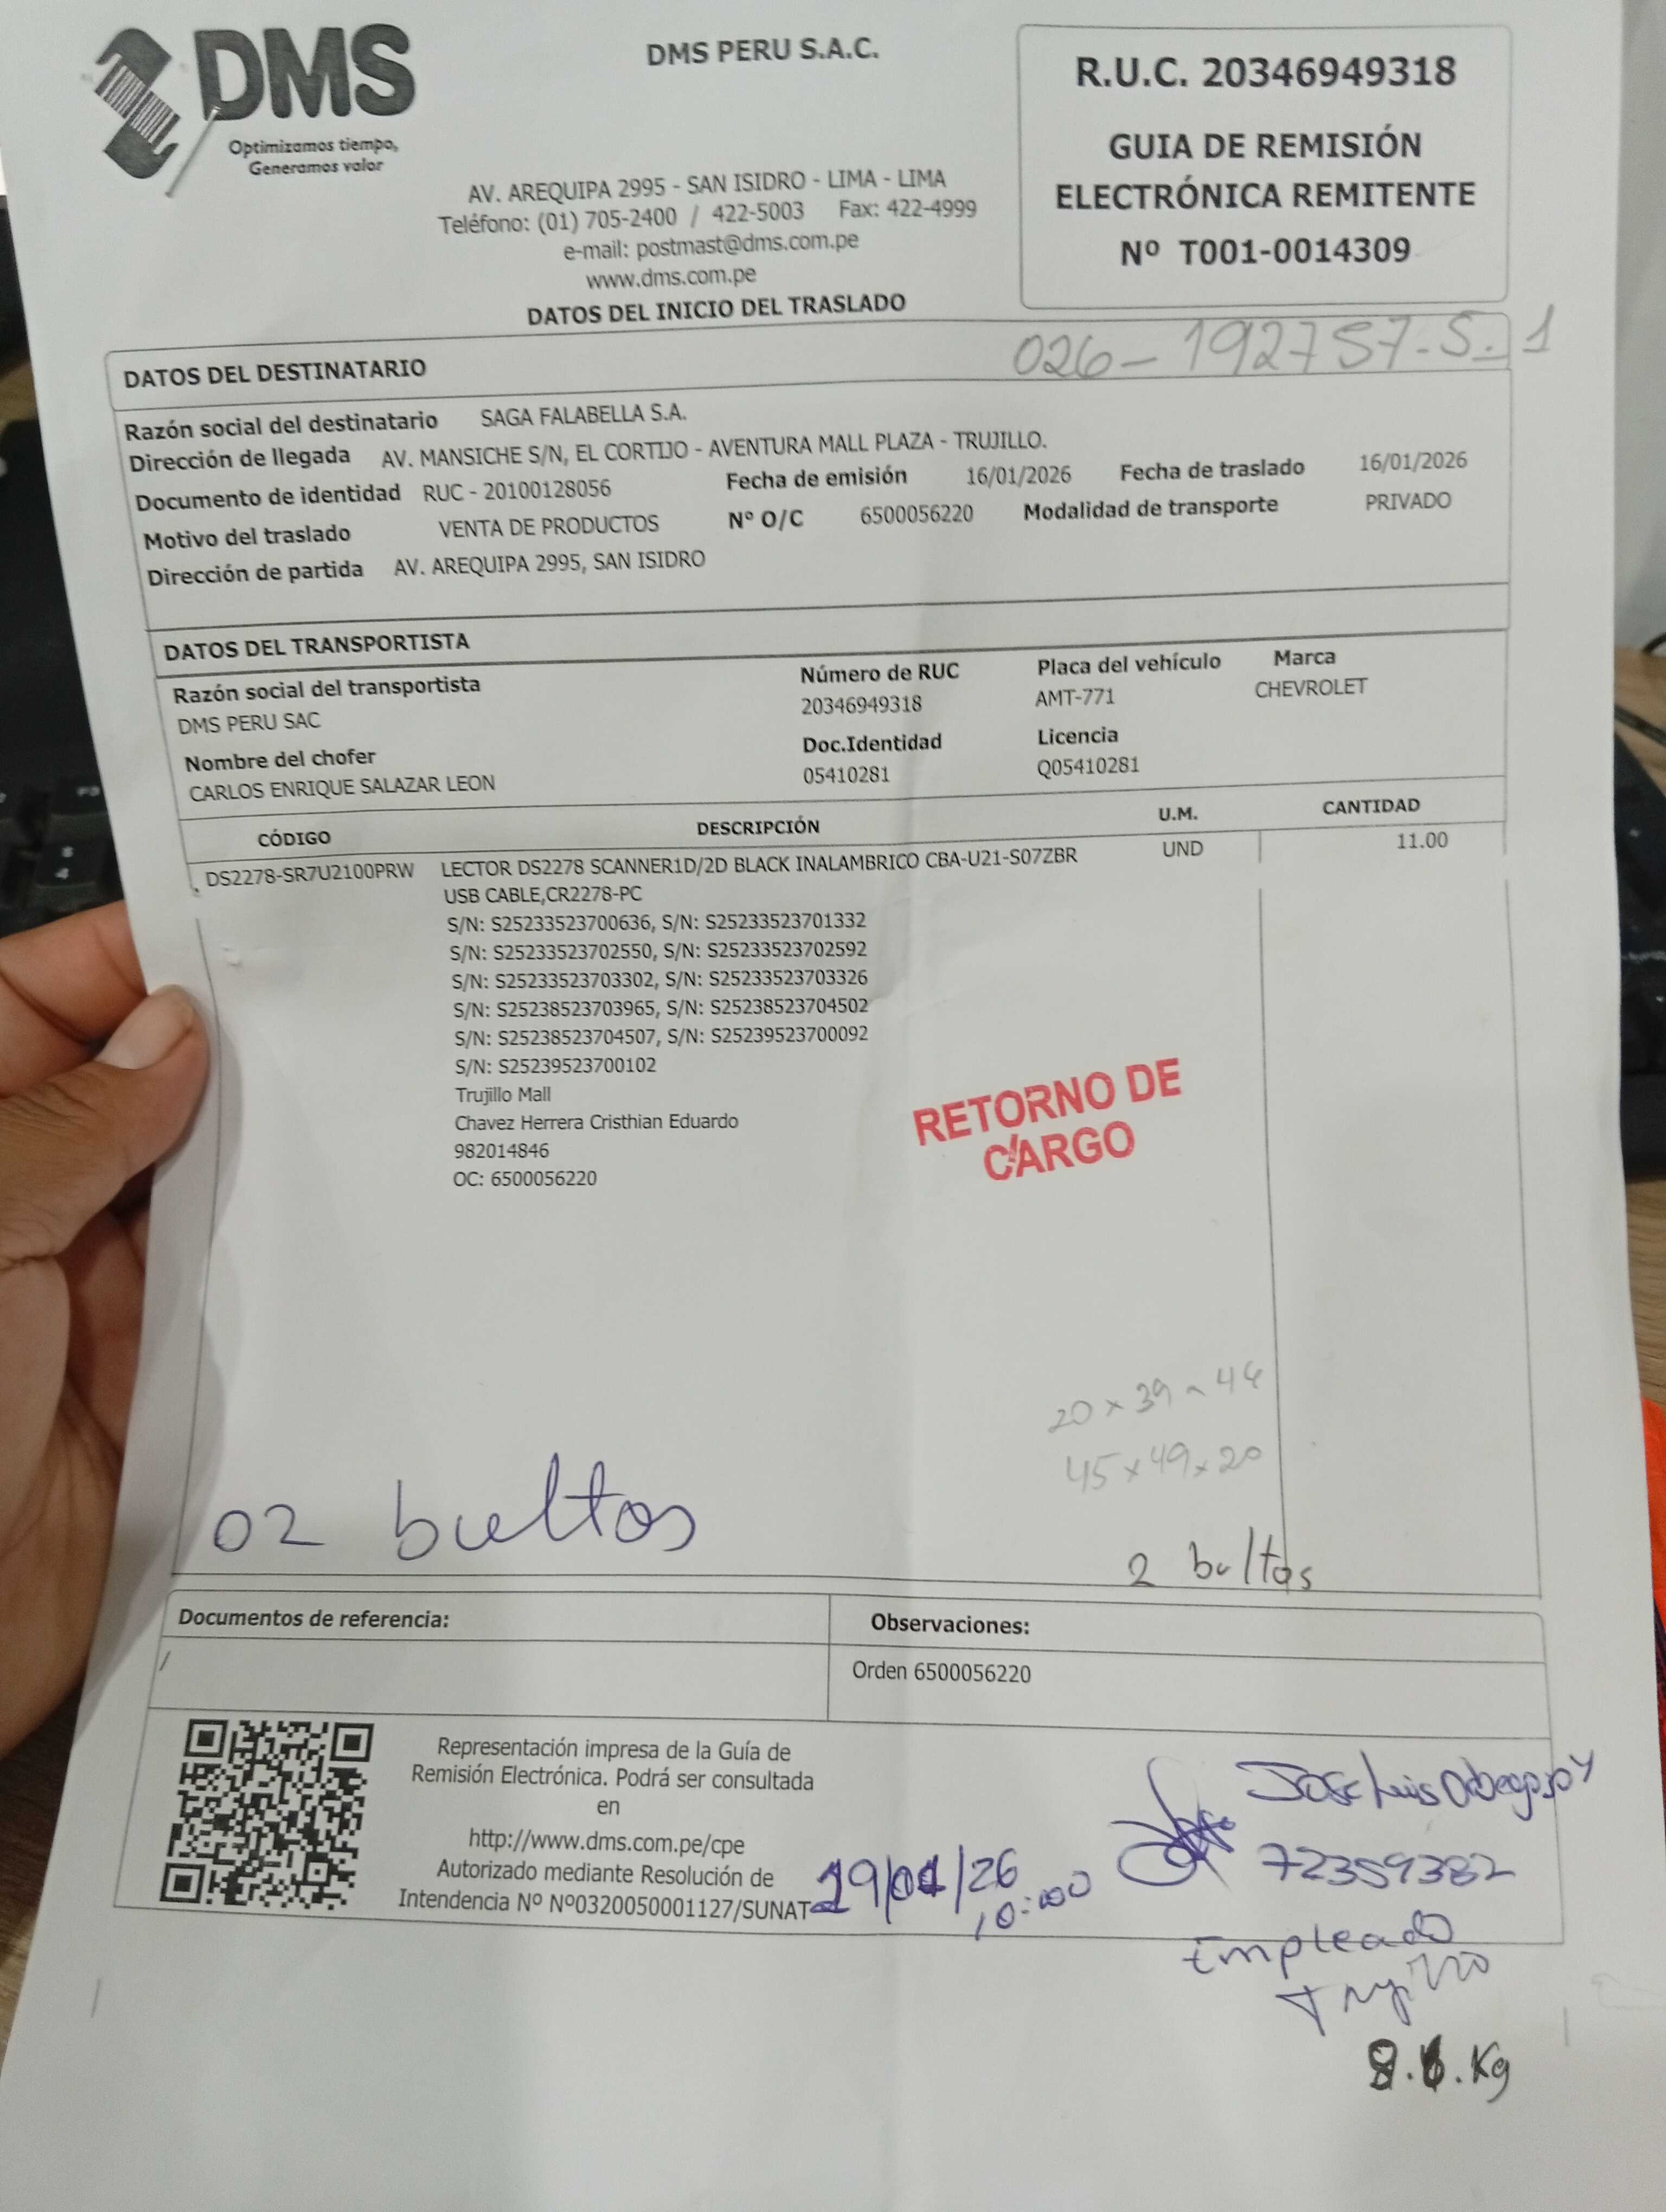 DMS
Optimizamos tiempo,
Generamos valor
DMS PERU S.A.C.
AV. AREQUIPA 2995 - SAN ISIDRO - LIMA - LIMA
Teléfono: (01) 705-2400 / 422-5003 Fax: 422-4999
e-mail: postmast@dms.com.pe
www.dms.com.pe
DATOS DEL INICIO DEL TRASLADO
R.U.C. 20346949318
GUIA DE REMISIÓN
ELECTRÓNICA REMITENTE
Nº T001-0014309
026-192757-5-1
DATOS DEL DESTINATARIO
Razón social del destinatario SAGA FALABELLA S.A.
Dirección de llegada AV. MANSICHE S/N, EL CORTIJO - AVENTURA MALL PLAZA - TRUJILLO.
Documento de identidad RUC - 20100128056 Fecha de emisión 16/01/2026 Fecha de traslado 16/01/2026
Motivo del traslado VENTA DE PRODUCTOS N° O/C 6500056220 Modalidad de transporte PRIVADO
Dirección de partida AV. AREQUIPA 2995, SAN ISIDRO
DATOS DEL TRANSPORTISTA
Razón social del transportista Número de RUC Placa del vehículo Marca
DMS PERU SAC 20346949318 AMT-771 CHEVROLET
Nombre del chofer Doc.Identidad Licencia
CARLOS ENRIQUE SALAZAR LEON 05410281 Q05410281
CÓDIGO DESCRIPCIÓN U.M. CANTIDAD
DS2278-SR7U2100PRW LECTOR DS2278 SCANNER1D/2D BLACK INALAMBRICO CBA-U21-S07ZBR UND 11.00
USB CABLE,CR2278-PC
S/N: S25233523700636, S/N: S25233523701332
S/N: S25233523702550, S/N: S25233523702592
S/N: S25233523703302, S/N: S25233523703326
S/N: S25238523703965, S/N: S25238523704502
S/N: S25238523704507, S/N: S25239523700092
S/N: S25239523700102
Trujillo Mall
Chavez Herrera Cristhian Eduardo
982014846
OC: 6500056220
RETORNO DE
CARGO
20 x 39 x 44
45 x 49 x 20
02 bultos
2 bultos
Documentos de referencia: Observaciones:
/ Orden 6500056220
Representación impresa de la Guía de
Remisión Electrónica. Podrá ser consultada
en
http://www.dms.com.pe/cpe
Autorizado mediante Resolución de
Intendencia Nº Nº0320050001127/SUNAT
19/01/26
10:00
Jose Luis
72359382
Empleado
Trujillo
Kg